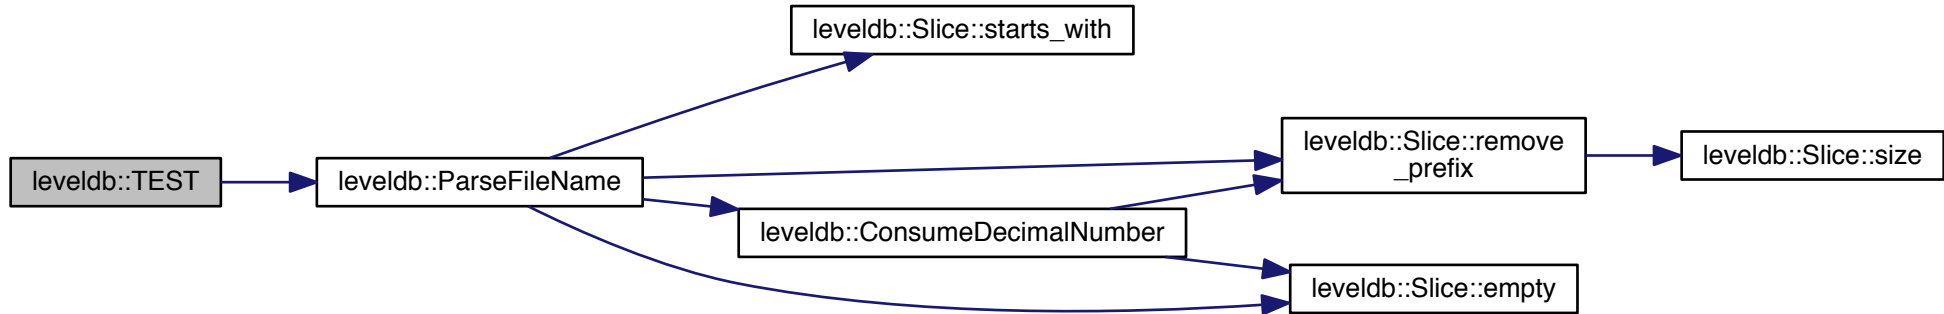 leveldb::Slice::starts_with
leveldb::TEST
leveldb::ParseFileName
leveldb::ConsumeDecimalNumber
leveldb::Slice::remove
_prefix
leveldb::Slice::size
leveldb::Slice::empty